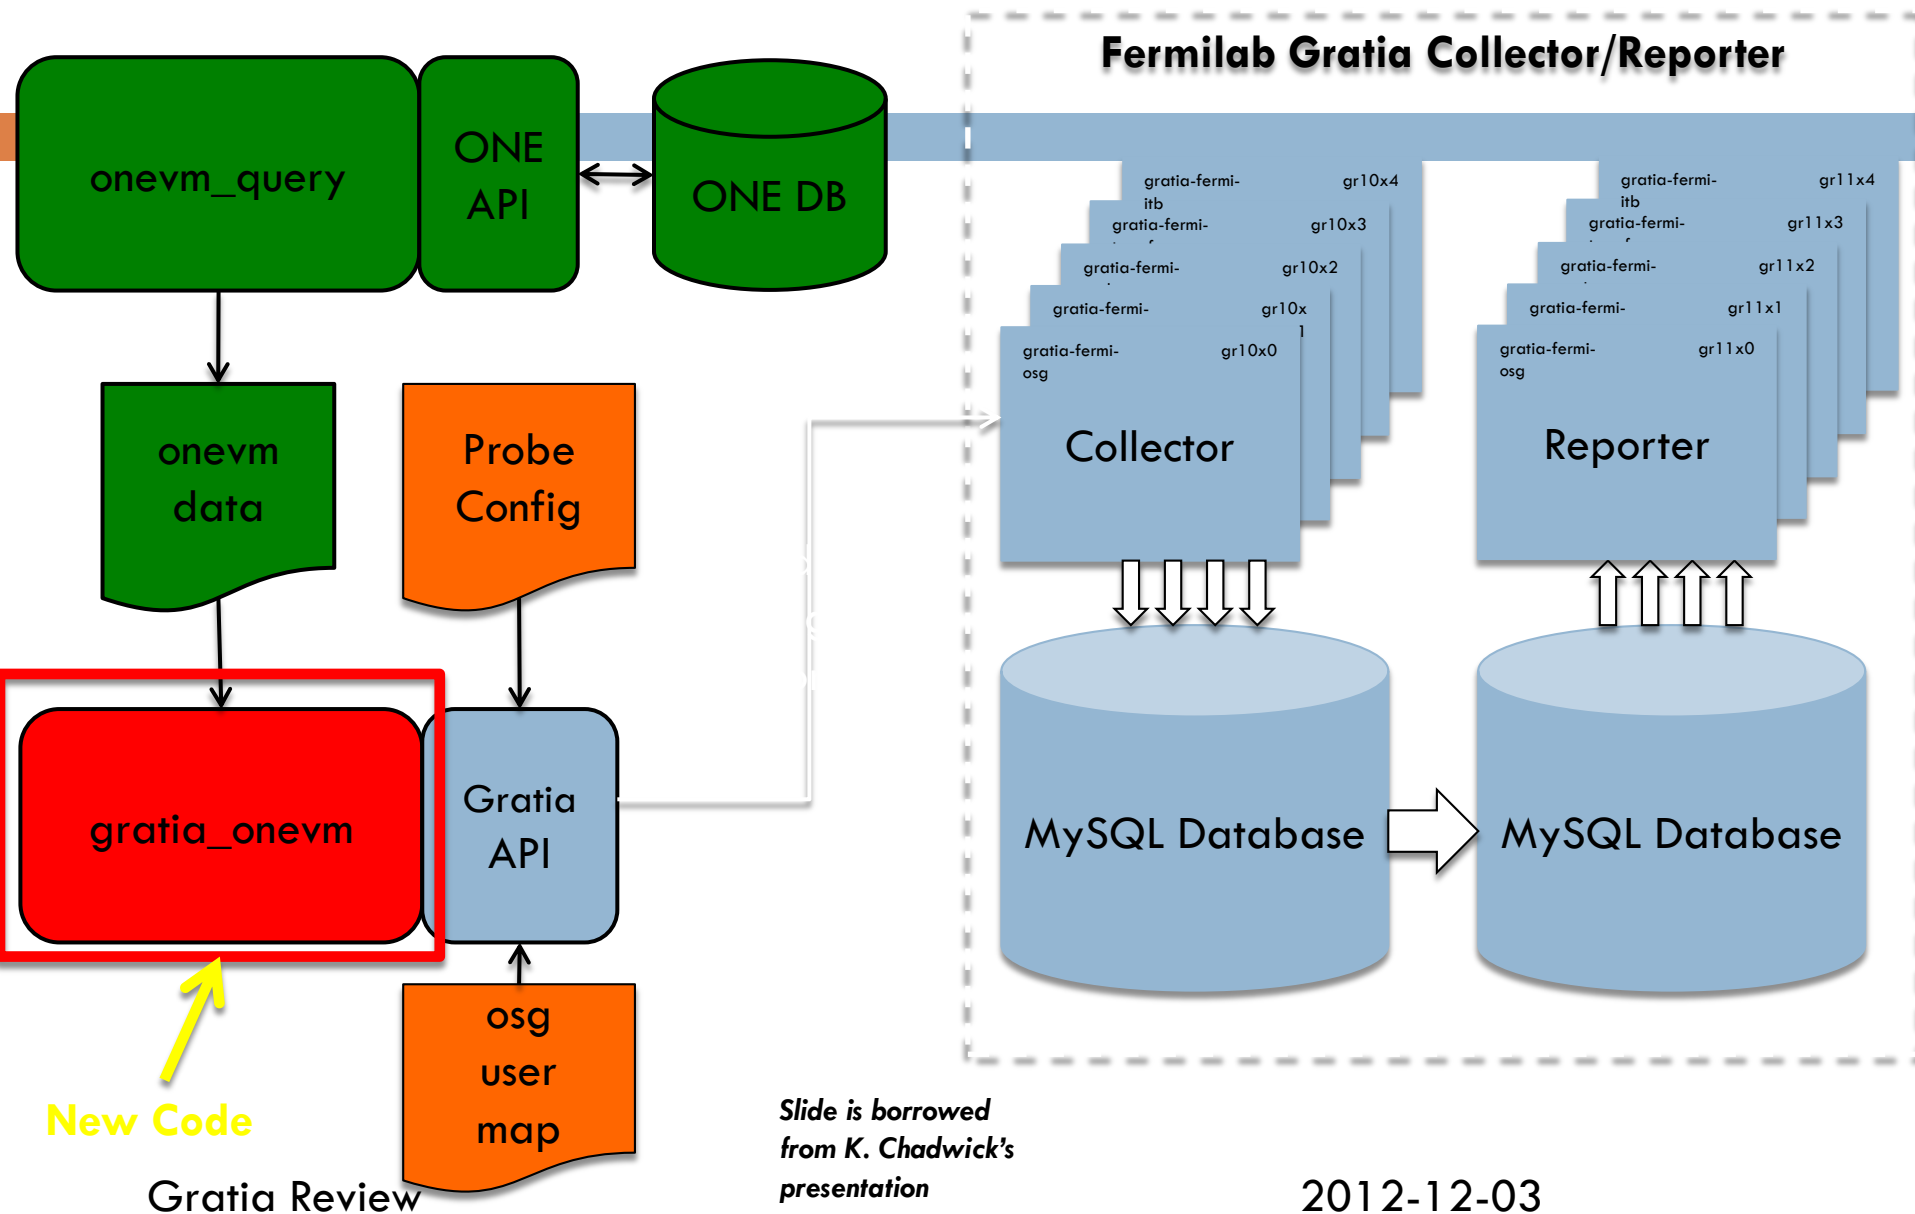 Fermilab Gratia Collector/Reporter
onevm_query
ONE
API
ONE DB
gratia-fermi-
itb
gr10x4
gratia-fermi-
gr10x3
gratia-fermi-
gr10x2
gratia-fermi-
gr10x
1
gratia-fermi-
osg
gr10x0
Collector
gratia-fermi-
itb
gr11x4
gratia-fermi-
gr11x3
gratia-fermi-
gr11x2
gratia-fermi-
gr11x1
gratia-fermi-
osg
gr11x0
Reporter
onevm
data
Probe
Config
gratia_onevm
Gratia
API
MySQL Database
MySQL Database
New Code
osg
user
map
Slide is borrowed
from K. Chadwick's
presentation
Gratia Review
2012-12-03